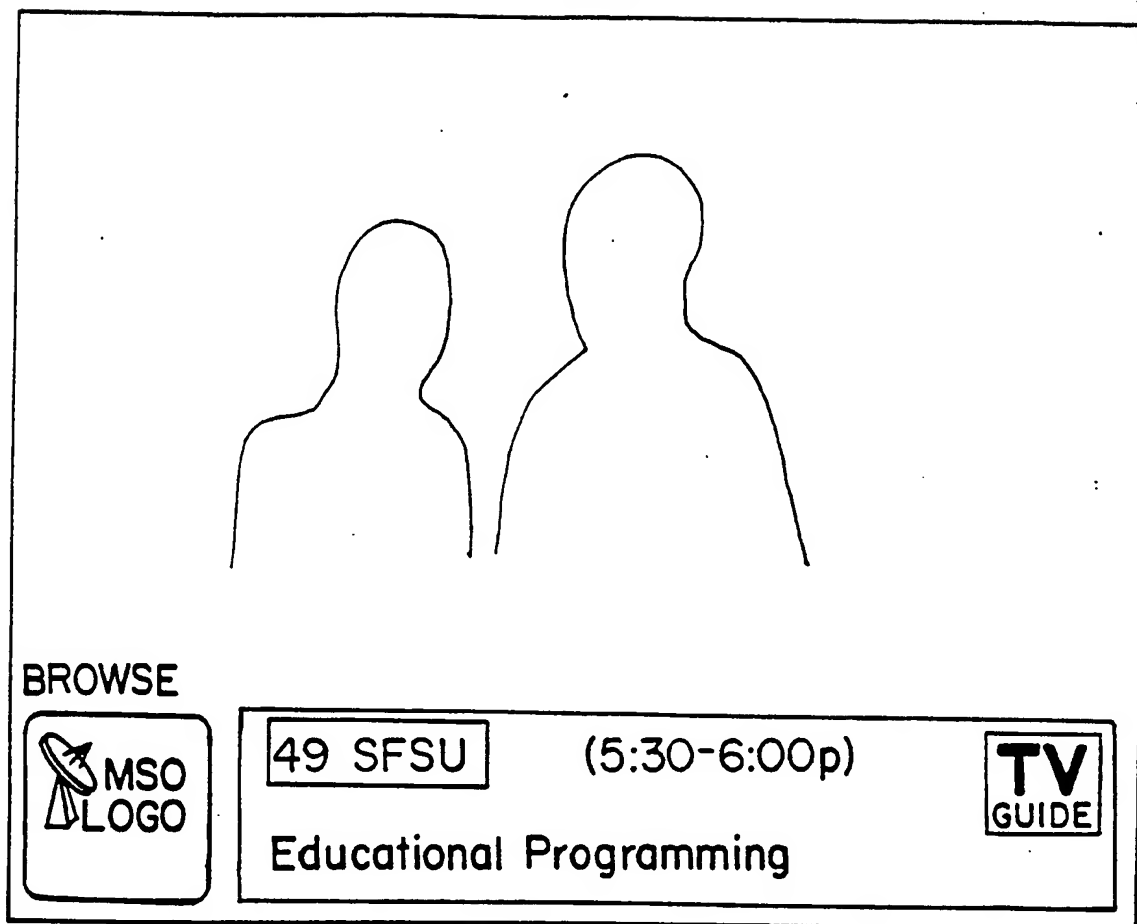 BROWSE
MSO
LOGO
49 SFSU (5:30-6:00p)
TV
GUIDE
Educational Programming